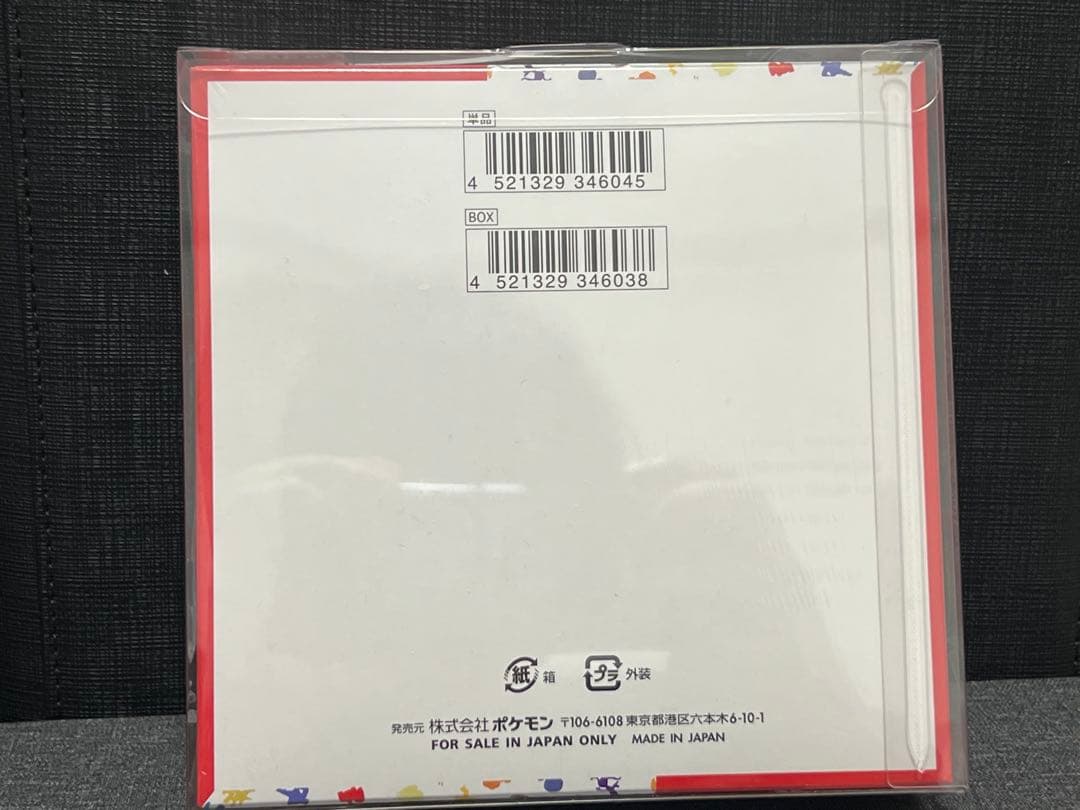 単品
4 521329 346045
BOX
4 521329 346038
紙 箱 プラ 外装
発売元 株式会社 ポケモン 〒106-6108 東京都港区六本木6-10-1
FOR SALE IN JAPAN ONLY MADE IN JAPAN